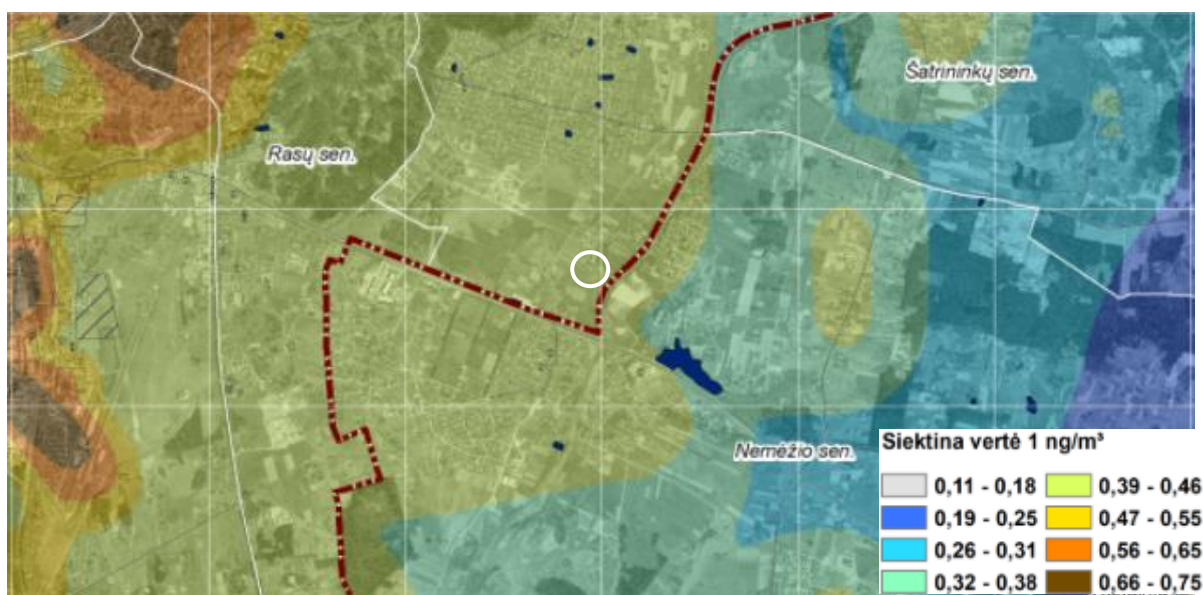 Šatrininkų sen.
Rasų sen.
Nemėžio sen.
Siektina vertė 1 ng/m³
0,11 - 0,18 0,39 - 0,46
0,19 - 0,25 0,47 - 0,55
0,26 - 0,31 0,56 - 0,65
0,32 - 0,38 0,66 - 0,75